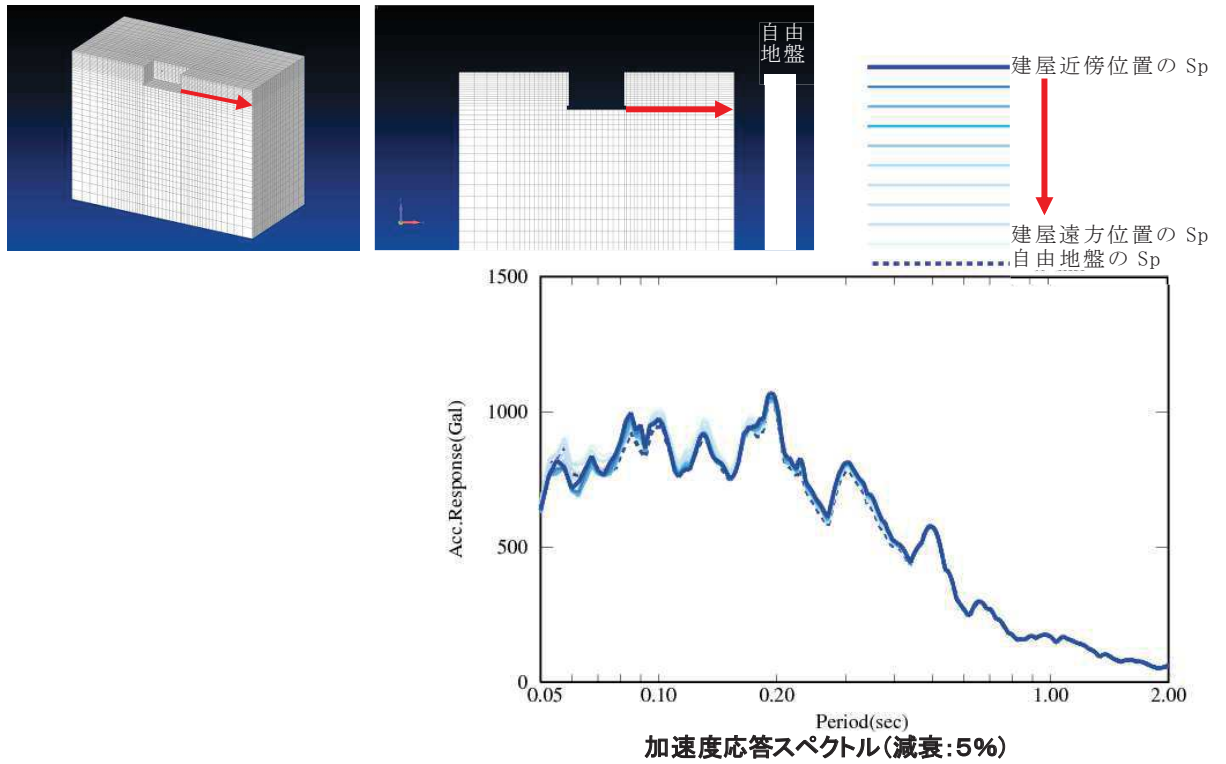 自由
地盤
建屋近傍位置の Sp
建屋遠方位置の Sp
自由地盤の Sp
1500
1000
500
0
Acc.Response(Gal)
0.05
0.10
0.20
1.00
2.00
Period(sec)
加速度応答スペクトル(減衰:5%)